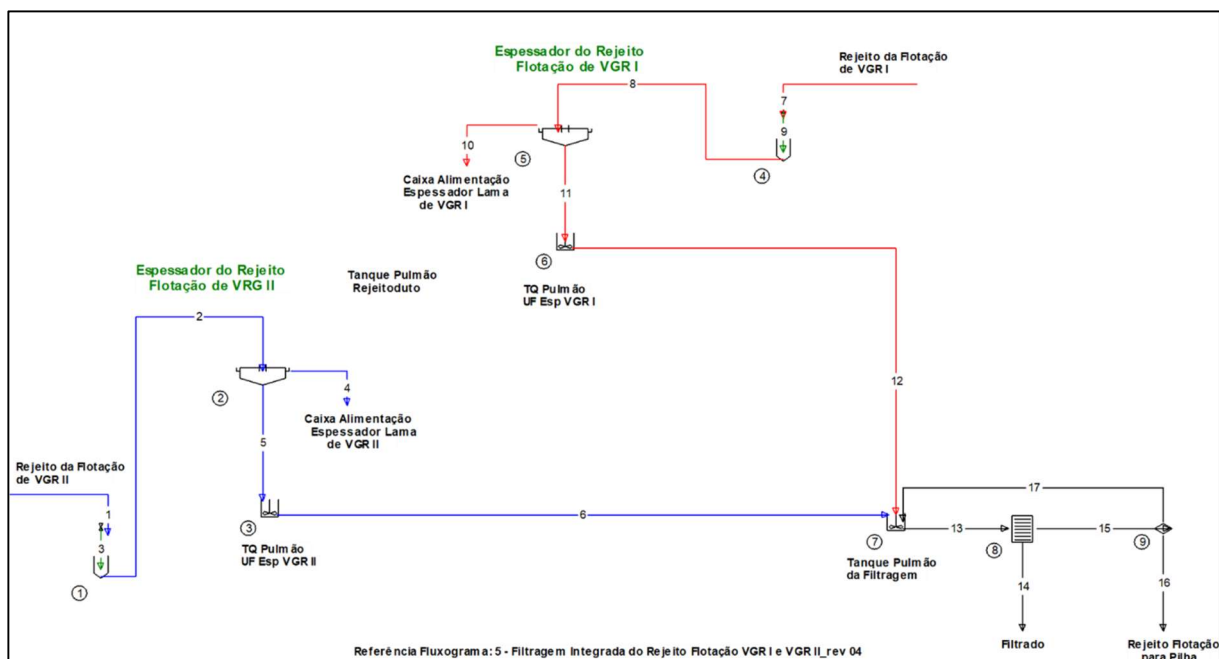 Espessador do Rejeito
Flotação de VGR I
Rejeito da Flotação
de VGR I
8
7
9
4
10
5
Caixa Alimentação
Espessador Lama
de VGR I
11
6
TQ Pulmão
UF Esp VGR I
Espessador do Rejeito
Flotação de VRG II
Tanque Pulmão
Rejeitoduto
2
12
2
4
Caixa Alimentação
Espessador Lama
de VGR II
5
Rejeito da Flotação
de VGR II
1
3
1
3
TQ Pulmão
UF Esp VGR II
6
17
7
13
8
15
9
Tanque Pulmão
da Filtragem
14
16
Filtrado
Rejeito Flotação
para Pilha
Referência Fluxograma: 5 - Filtragem Integrada do Rejeito Flotação VGR I e VGR II_rev 04